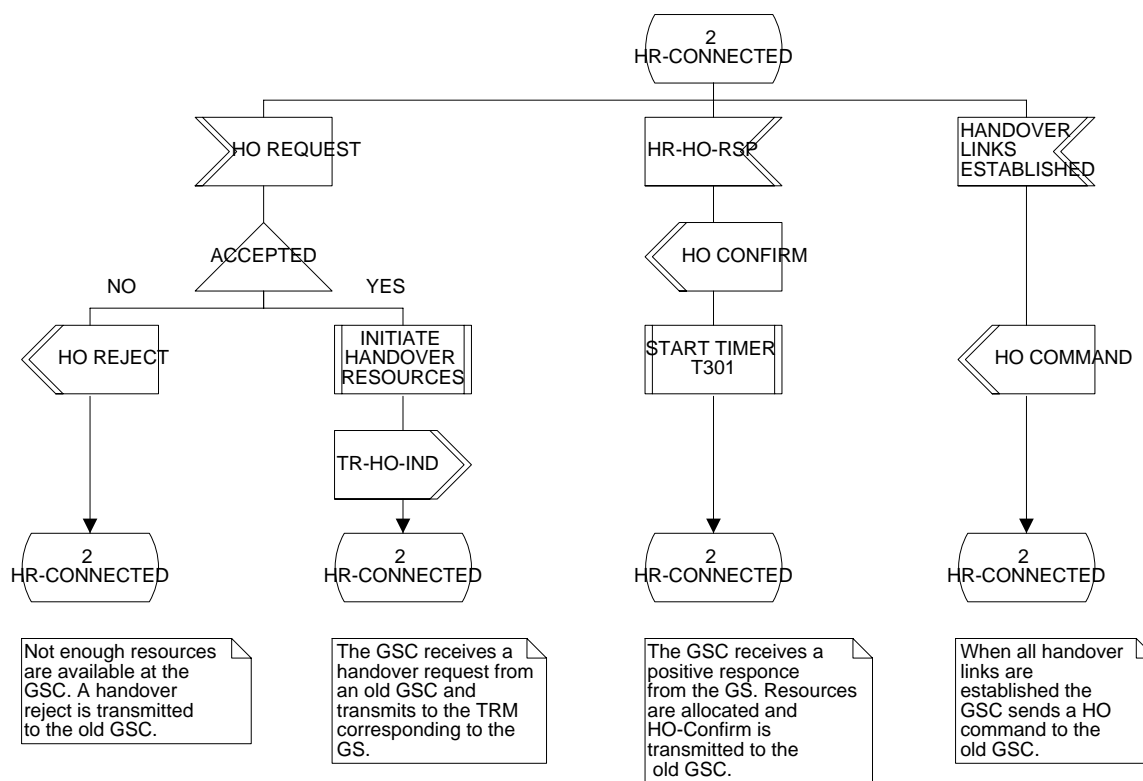 2
HR-CONNECTED
HO REQUEST
HR-HO-RSP
HANDOVER
LINKS
ESTABLISHED
ACCEPTED
HO CONFIRM
NO
YES
HO REJECT
INITIATE
HANDOVER
RESOURCES
START TIMER
T301
HO COMMAND
TR-HO-IND
2
HR-CONNECTED
2
HR-CONNECTED
2
HR-CONNECTED
2
HR-CONNECTED
Not enough resources
are available at the
GSC. A handover
reject is transmitted
to the old GSC.
The GSC receives a
handover request from
an old GSC and
transmits to the TRM
corresponding to the
GS.
The GSC receives a
positive responce
from the GS. Resources
are allocated and
HO-Confirm is
transmitted to the
old GSC.
When all handover
links are
established the
GSC sends a HO
command to the
old GSC.